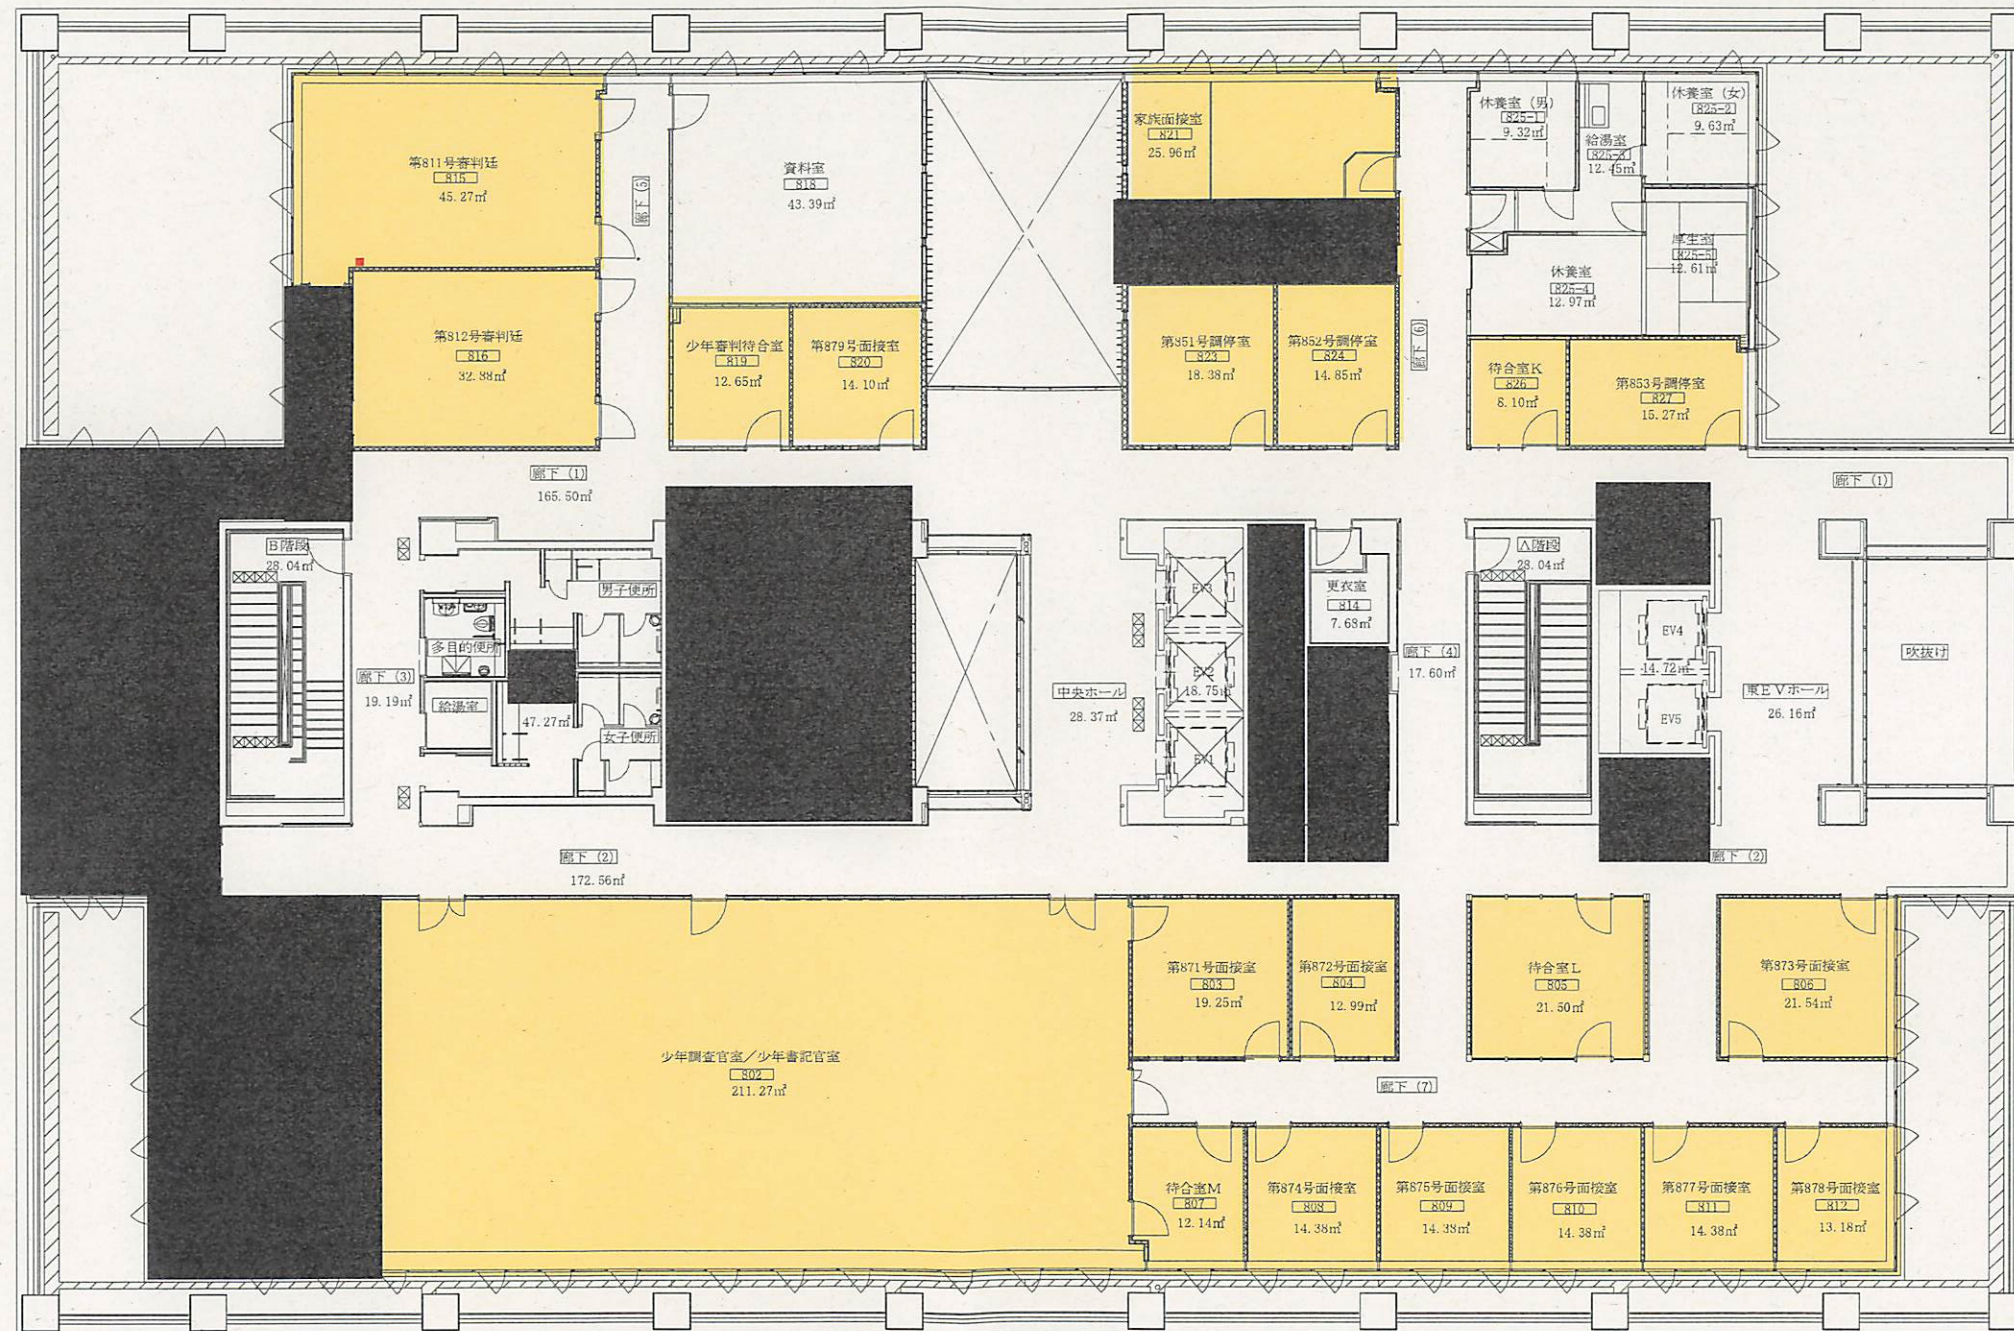 第811号審判廷
815
45.27㎡
第812号審判廷
816
32.88㎡
廊下 (5)
資料室
818
43.39㎡
少年審判待合室
819
12.65㎡
第879号面接室
820
14.10㎡
家族面接室
821
25.96㎡
第851号調停室
823
18.38㎡
第852号調停室
824
14.85㎡
廊下 (6)
休養室 (男)
825-1
9.32㎡
給湯室
825-3
12.45㎡
休養室 (女)
825-2
9.63㎡
休養室
825-4
12.97㎡
厚生室
825-5
12.61㎡
待合室K
826
8.10㎡
第853号調停室
827
15.27㎡
廊下 (1)
165.50㎡
廊下 (1)
B階段
28.04㎡
廊下 (3)
19.19㎡
男子便所
多目的便所
給湯室
47.27㎡
女子便所
中央ホール
28.37㎡
EV3
EV2
18.75㎡
EV1
更衣室
814
7.68㎡
廊下 (4)
17.60㎡
A階段
28.04㎡
EV4
14.72㎡
EV5
東EVホール
26.16㎡
吹抜け
廊下 (2)
172.56㎡
廊下 (2)
少年調査官室／少年書記官室
802
211.27㎡
第871号面接室
803
19.25㎡
第872号面接室
804
12.99㎡
待合室L
805
21.50㎡
第873号面接室
806
21.54㎡
廊下 (7)
待合室M
807
12.14㎡
第874号面接室
808
14.38㎡
第875号面接室
809
14.38㎡
第876号面接室
810
14.38㎡
第877号面接室
811
14.38㎡
第878号面接室
812
13.18㎡